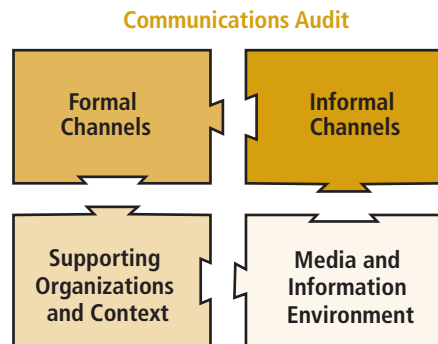 Communications Audit
Formal
Channels
Informal
Channels
Supporting
Organizations
and Context
Media and
Information
Environment